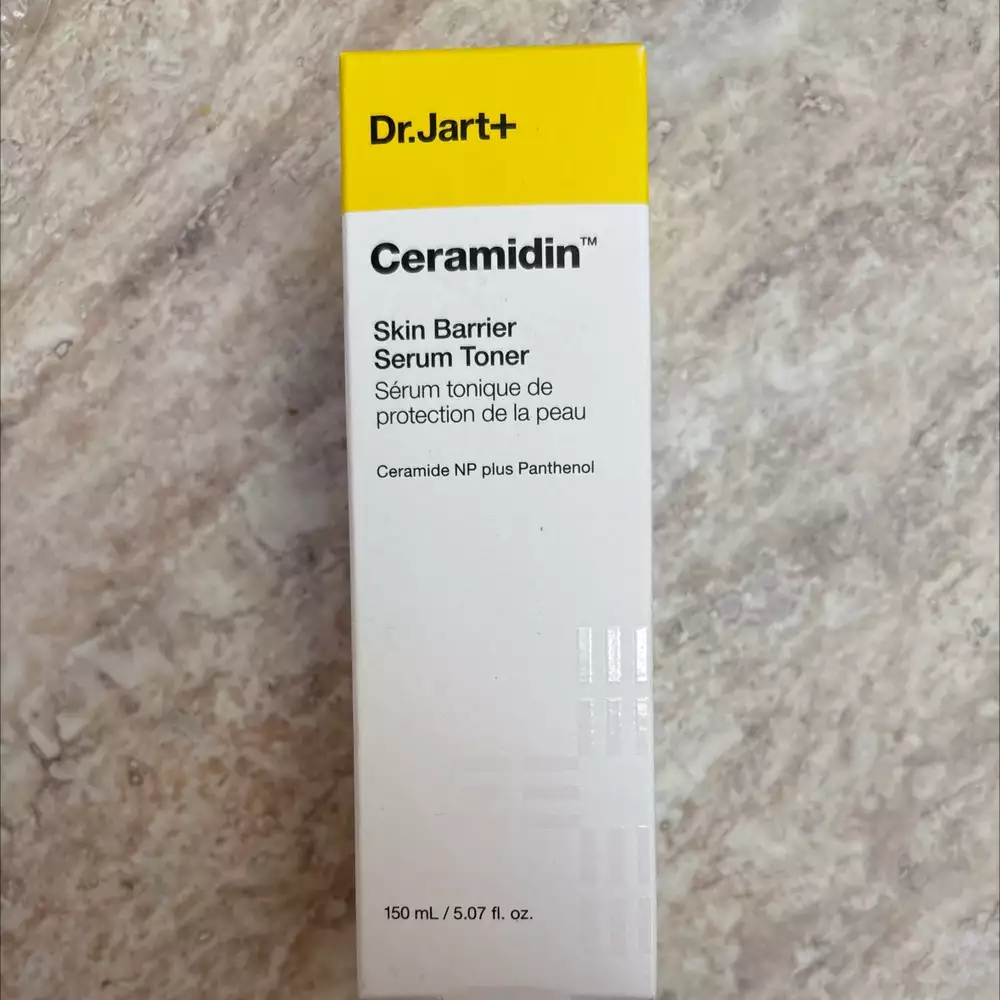 Dr.Jart+
Ceramidin™
Skin Barrier
Serum Toner
Sérum tonique de
protection de la peau
Ceramide NP plus Panthenol
150 mL / 5.07 fl. oz.